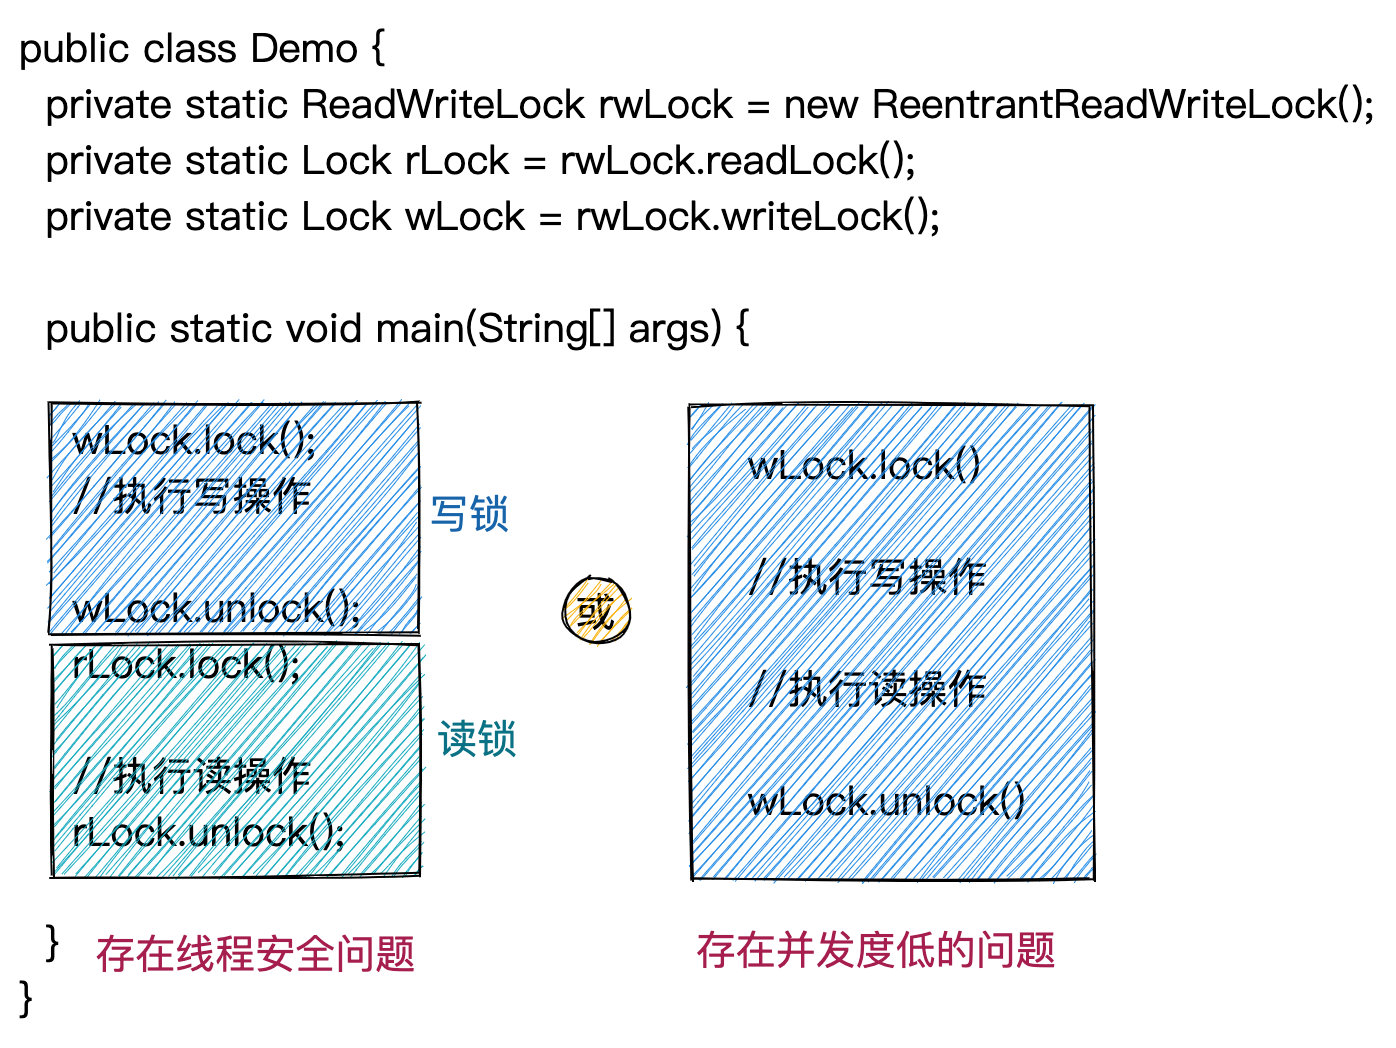 public class Demo {
private static ReadWriteLock rwLock = new ReentrantReadWriteLock();
private static Lock rLock = rwLock.readLock();
private static Lock wLock = rwLock.writeLock();
public static void main(String[] args) {
wLock.lock();
//执行写操作
wLock.unlock();
写锁
rLock.lock();
//执行读操作
rLock.unlock();
读锁
或
wLock.lock()
//执行写操作
//执行读操作
wLock.unlock()
}
存在线程安全问题
存在并发度低的问题
}